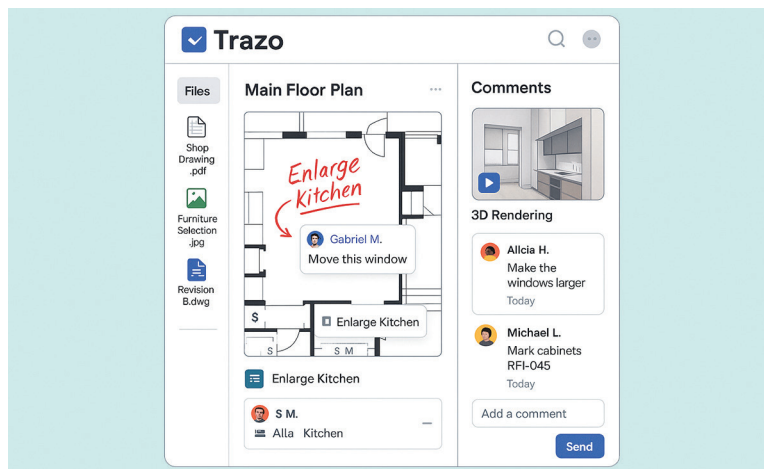 Trazo
Files
Shop
Drawing
.pdf
Furniture
Selection
.jpg
Revision
B.dwg
Main Floor Plan
Enlarge
Kitchen
Gabriel M.
Move this window
$
Enlarge Kitchen
S
S M
Enlarge Kitchen
S M.
Alla Kitchen
Comments
3D Rendering
Allcia H.
Make the
windows larger
Today
Michael L.
Mark cabinets
RFI-045
Today
Add a comment
Send